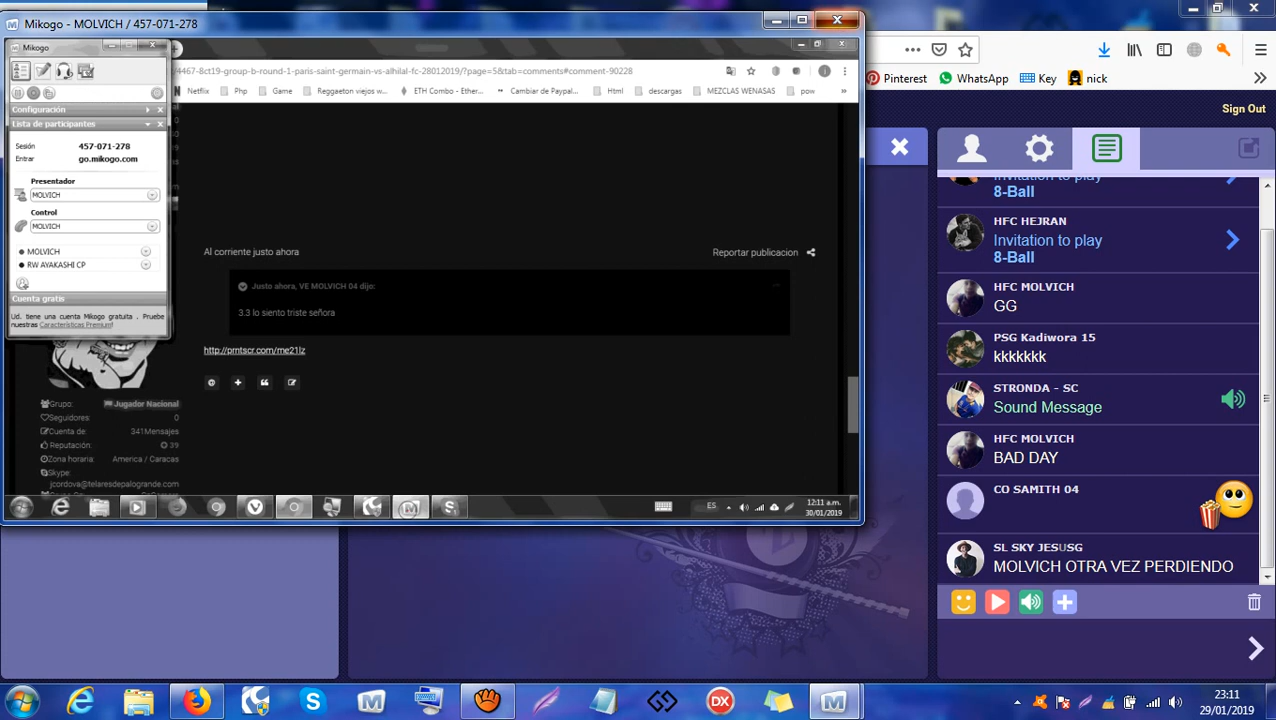 Mikogo - MOLVICH / 457-071-278
Mikogo
4467-8ct19-group-b-round-1-paris-saint-germain-vs-alhilal-fc-28012019/?page=5&tab=comments#comment-90228
Netflix
Php
Game
Reggaeton viejos w...
ETH Combo - Ether...
Cambiar de Paypal...
Html
descargas
MEZCLAS WENASAS
pow
Configuración
Lista de participantes
Sesión 457-071-278
Entrar go.mikogo.com
Presentador
MOLVICH
Control
MOLVICH
MOLVICH
RW AYAKASHI CP
Cuenta gratis
Ud. tiene una cuenta Mikogo gratuita . Pruebe
nuestras Características Premium!
Al corriente justo ahora
Reportar publicacion
Justo ahora, VE MOLVICH 04 dijo:
3.3 lo siento triste señora
http://prntscr.com/me21lz
Grupo: Jugador Nacional
Seguidores: 0
Cuenta de: 341Mensajes
Reputación: 39
Zona horaria: America / Caracas
Skype:
jcordova@telaresdepalogrande.com
ES
12:11 a.m.
30/01/2019
Pinterest
WhatsApp
Key
nick
Sign Out
Invitation to play
8-Ball
HFC HEJRAN
Invitation to play
8-Ball
HFC MOLVICH
GG
PSG Kadiwora 15
kkkkkkk
STRONDA - SC
Sound Message
HFC MOLVICH
BAD DAY
CO SAMITH 04
SL SKY JESUSG
MOLVICH OTRA VEZ PERDIENDO
DX
23:11
29/01/2019